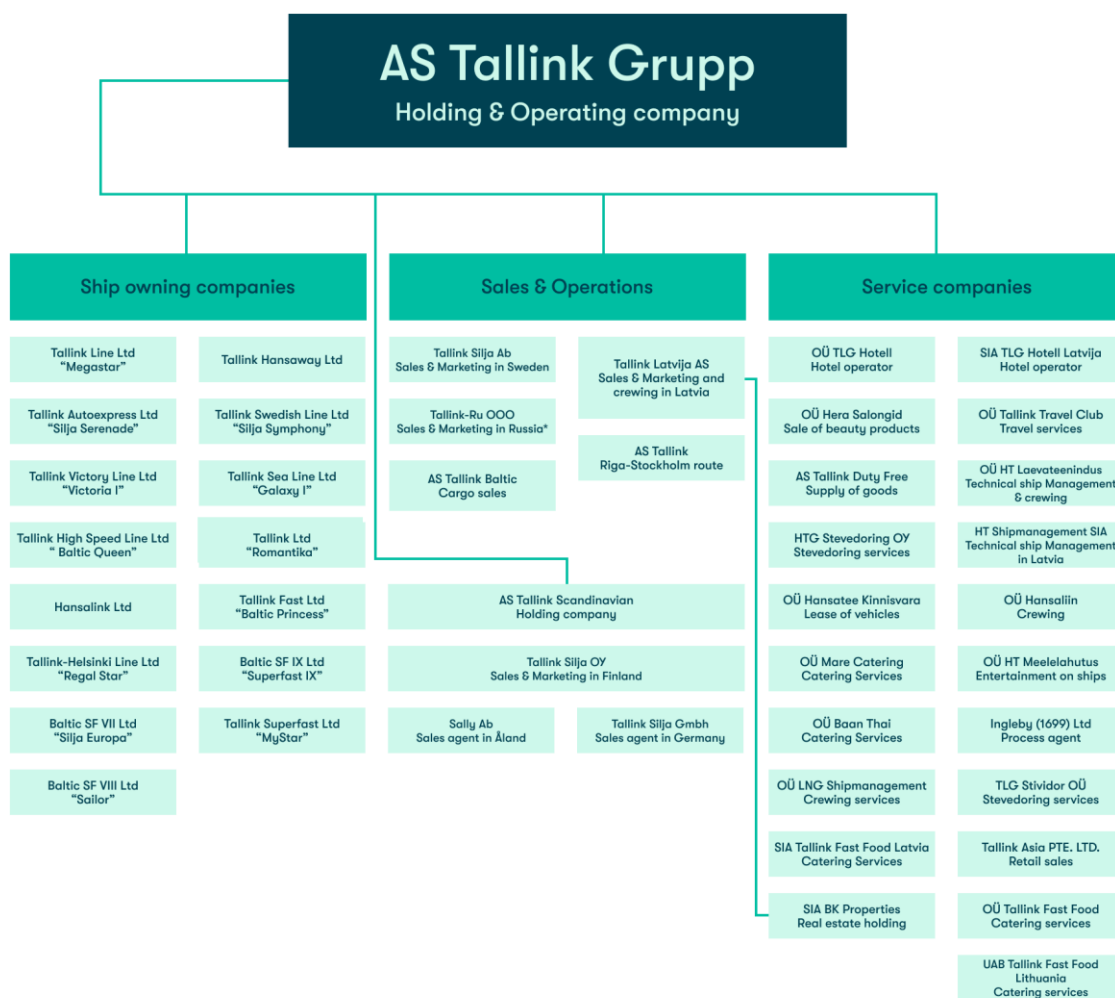 AS Tallink Grupp
Holding & Operating company
Ship owning companies
Tallink Line Ltd
“Megastar”
Tallink Hansaway Ltd
Tallink Autoexpress Ltd
“Silja Serenade”
Tallink Swedish Line Ltd
“Silja Symphony”
Tallink Victory Line Ltd
“Victoria I”
Tallink Sea Line Ltd
“Galaxy I”
Tallink High Speed Line Ltd
“ Baltic Queen”
Tallink Ltd
“Romantika”
Hansalink Ltd
Tallink Fast Ltd
“Baltic Princess”
Tallink-Helsinki Line Ltd
“Regal Star”
Baltic SF IX Ltd
“Superfast IX”
Baltic SF VII Ltd
“Silja Europa”
Tallink Superfast Ltd
“MyStar”
Baltic SF VIII Ltd
“Sailor”
Sales & Operations
Tallink Silja Ab
Sales & Marketing in Sweden
Tallink Latvija AS
Sales & Marketing and
crewing in Latvia
Tallink-Ru OOO
Sales & Marketing in Russia*
AS Tallink
Riga-Stockholm route
AS Tallink Baltic
Cargo sales
AS Tallink Scandinavian
Holding company
Tallink Silja OY
Sales & Marketing in Finland
Sally Ab
Sales agent in Åland
Tallink Silja Gmbh
Sales agent in Germany
Service companies
OÜ TLG Hotell
Hotel operator
SIA TLG Hotell Latvija
Hotel operator
OÜ Hera Salongid
Sale of beauty products
OÜ Tallink Travel Club
Travel services
AS Tallink Duty Free
Supply of goods
OÜ HT Laevateenindus
Technical ship Management
& crewing
HTG Stevedoring OY
Stevedoring services
HT Shipmanagement SIA
Technical ship Management
in Latvia
OÜ Hansatee Kinnisvara
Lease of vehicles
OÜ Hansaliin
Crewing
OÜ Mare Catering
Catering Services
OÜ HT Meelelahutus
Entertainment on ships
OÜ Baan Thai
Catering Services
Ingleby (1699) Ltd
Process agent
OÜ LNG Shipmanagement
Crewing services
TLG Stividor OÜ
Stevedoring services
SIA Tallink Fast Food Latvia
Catering Services
Tallink Asia PTE. LTD.
Retail sales
SIA BK Properties
Real estate holding
OÜ Tallink Fast Food
Catering services
UAB Tallink Fast Food
Lithuania
Catering services